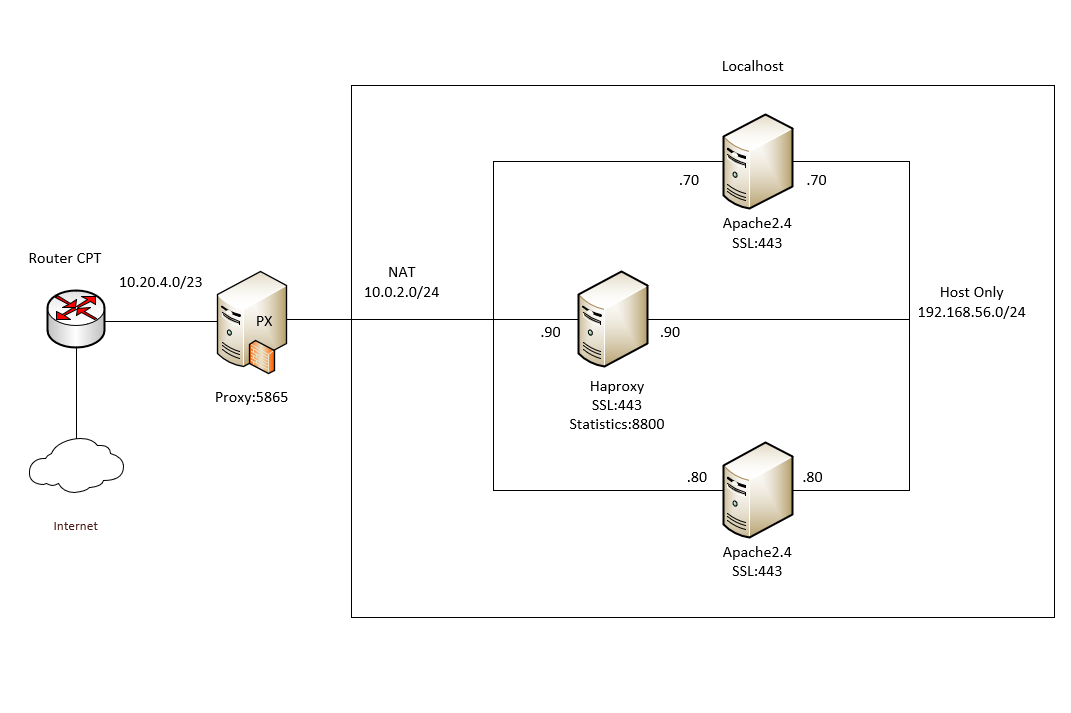 Localhost
.70
.70
Apache2.4
SSL:443
Router CPT
10.20.4.0/23
NAT
10.0.2.0/24
Host Only
192.168.56.0/24
PX
.90
.90
Proxy:5865
Haproxy
SSL:443
Statistics:8800
.80
.80
Internet
Apache2.4
SSL:443